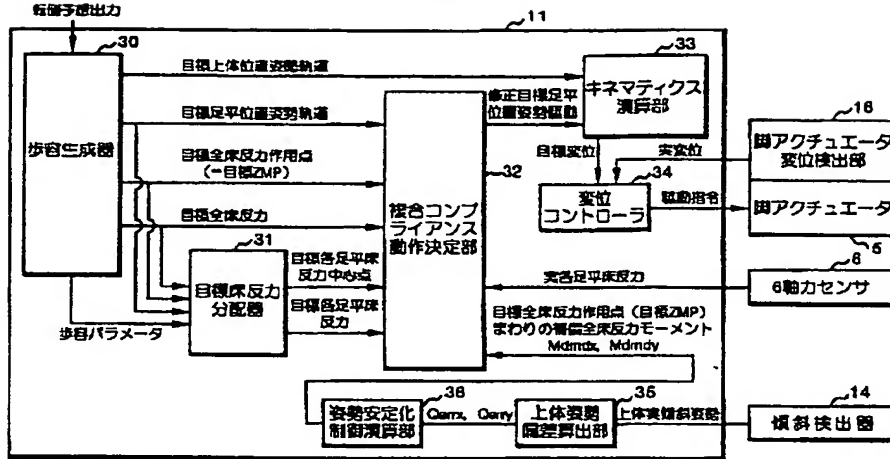 転倒予想出力
11
30
33
目標上体位置姿勢軌道
キネマティクス
演算部
歩容生成器
目標足平位置姿勢軌道
修正目標足平
位置姿勢駆動
16
脚アクチュエータ
変位検出部
目標全床反力作用点
(=目標ZMP)
目標変位
実変位
32
34
目標全床反力
複合コンプ
ライアンス
動作決定部
変位
コントローラ
駆動指令
脚アクチュエータ
5
31
目標床反力
分配器
目標各足平床
反力中心点
目標各足平床
反力
実各足平床反力
6
6軸力センサ
歩容パラメータ
目標全床反力作用点(目標ZMP)
まわりの補償全床反力モーメント
Mdmdx, Mdmdy
36
姿勢安定化
制御演算部
θerrx, θerry
35
上体姿勢
偏差算出部
上体実傾斜姿勢
14
傾斜検出器